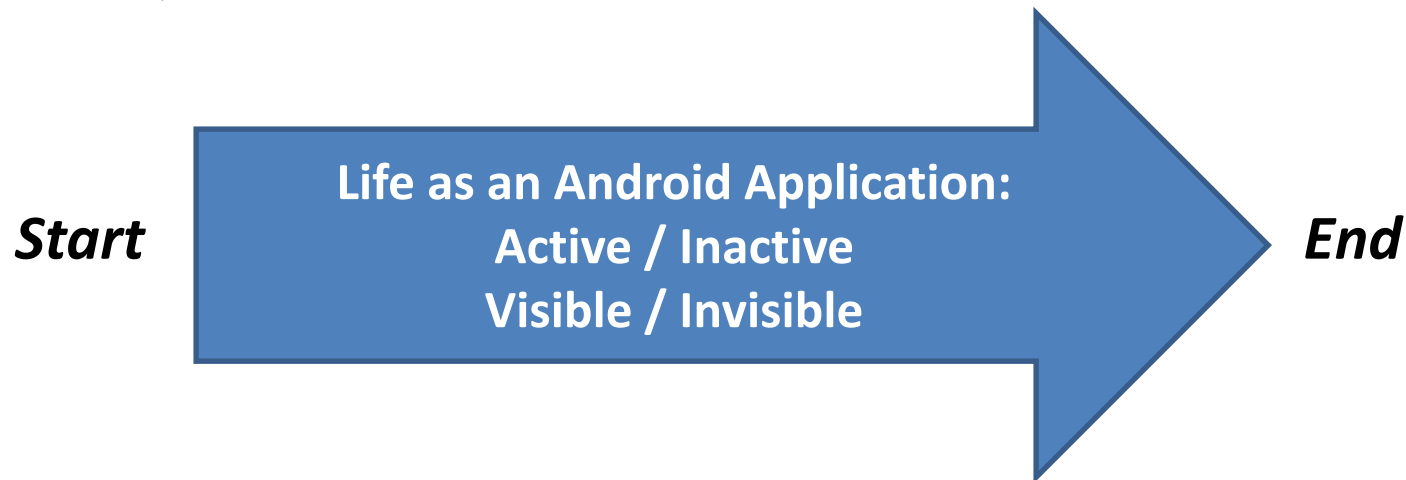 Life as an Android Application:
Start
Active / Inactive
End
Visible / Invisible